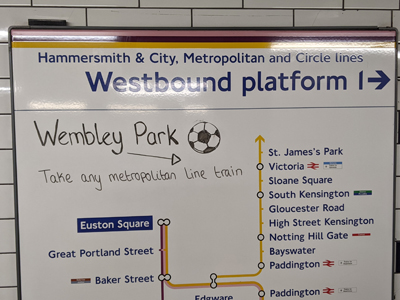 Hammersmith & City, Metropolitan and Circle lines
Westbound platform 1
Wembley Park
Take any metropolitan line train
St. James's Park
Victoria
Sloane Square
South Kensington
Gloucester Road
High Street Kensington
Notting Hill Gate
Bayswater
Paddington
Euston Square
Great Portland Street
Baker Street
Edgware
Paddington